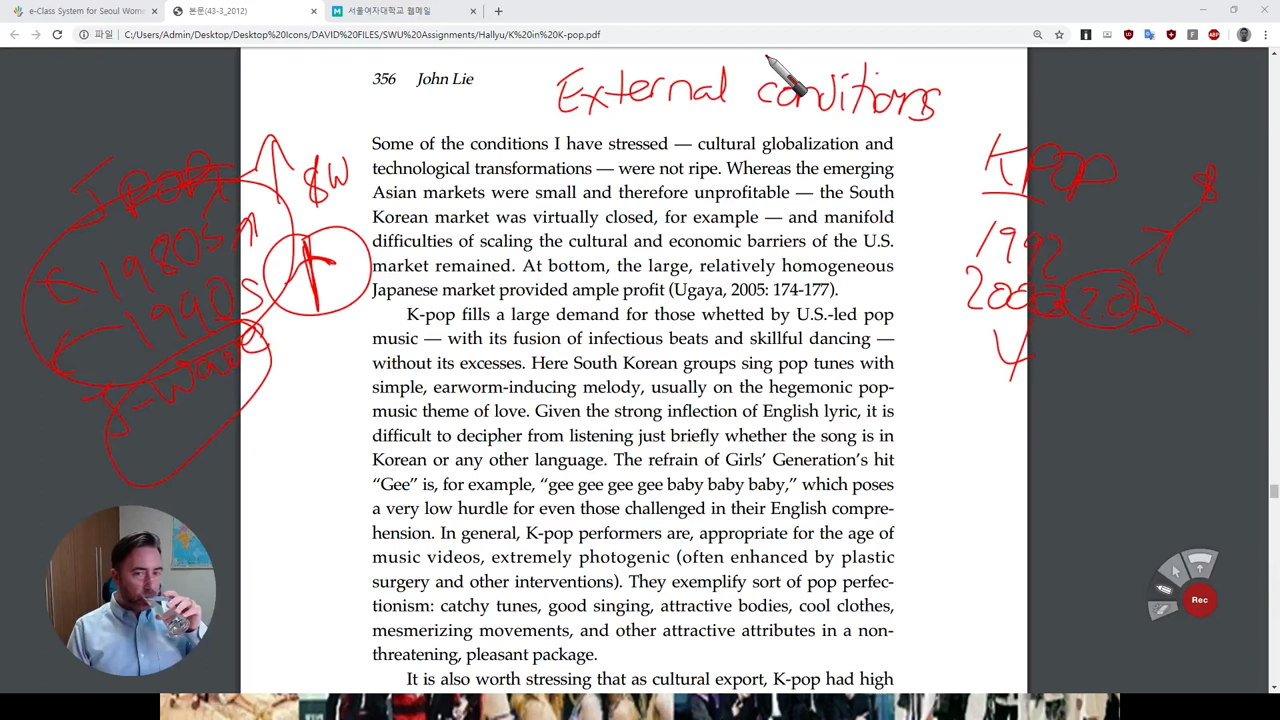 e-Class System for Seoul Wome
본문(43-3_2012)
서울여자대학교 웹메일
파일
C:/Users/Admin/Desktop/Desktop%20Icons/DAVID%20FILES/SWU%20Assignments/Hallyu/K%20in%20K-pop.pdf
356 John Lie
External conditions
Some of the conditions I have stressed — cultural globalization and
technological transformations — were not ripe. Whereas the emerging
Asian markets were small and therefore unprofitable — the South
Korean market was virtually closed, for example — and manifold
difficulties of scaling the cultural and economic barriers of the U.S.
market remained. At bottom, the large, relatively homogeneous
Japanese market provided ample profit (Ugaya, 2005: 174-177).
K-pop fills a large demand for those whetted by U.S.-led pop
music — with its fusion of infectious beats and skillful dancing —
without its excesses. Here South Korean groups sing pop tunes with
simple, earworm-inducing melody, usually on the hegemonic pop-
music theme of love. Given the strong inflection of English lyric, it is
difficult to decipher from listening just briefly whether the song is in
Korean or any other language. The refrain of Girls’ Generation’s hit
“Gee” is, for example, “gee gee gee gee baby baby baby,” which poses
a very low hurdle for even those challenged in their English compre-
hension. In general, K-pop performers are, appropriate for the age of
music videos, extremely photogenic (often enhanced by plastic
surgery and other interventions). They exemplify sort of pop perfec-
tionism: catchy tunes, good singing, attractive bodies, cool clothes,
mesmerizing movements, and other attractive attributes in a non-
threatening, pleasant package.
It is also worth stressing that as cultural export, K-pop had high
JPOP
1980s
1990s
KPOP
1992
Rec